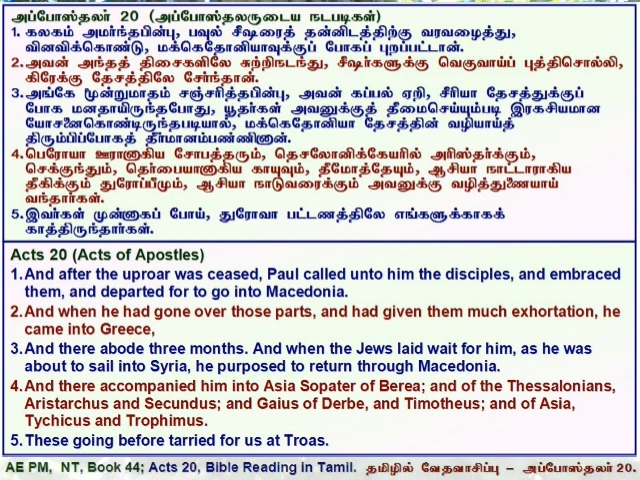 அப்போஸ்தலர் 20 (அப்போஸ்தலருடைய நடபடிகள்)
1. கலகம் அமர்ந்தபின்பு, பவுல் சீஷரைத் தன்னிடத்திற்கு வரவழைத்து,
வினவிக்கொண்டு, மக்கெதோனியாவுக்குப் போகப் புறப்பட்டான்.
2.அவன் அந்தத் திசைகளிலே சுற்றிநடந்து, சீஷர்களுக்கு வெகுவாய்ப் புத்திசொல்லி,
கிரேக்கு தேசத்திலே சேர்ந்தான்.
3.அங்கே மூன்றுமாதம் சஞ்சரித்தபின்பு, அவன் கப்பல் ஏறி, சீரியா தேசத்துக்குப்
போக மனதாயிருந்தபோது, யூதர்கள் அவனுக்குத் தீமைசெய்யும்படி இரகசியமான
யோசனைகொண்டிருந்தபடியால், மக்கெதோனியா தேசத்தின் வழியாய்த்
திரும்பிப்போகத் தீர்மானம்பண்ணினான்.
4.பெரோயா ஊரானாகிய சோபத்தரும், தெசலோனிக்கேயரில் அரிஸ்தர்க்கும்,
செக்குந்தும், தெர்பையானாகிய காயுவும், தீமோத்தேயும், ஆசியா நாட்டாராகிய
தீகிக்கும் துரோப்பீமும், ஆசியா நாடுவரைக்கும் அவனுக்கு வழித்துணையாய்
வந்தார்கள்.
5.இவர்கள் முன்னாகப் போய், துரோவா பட்டணத்திலே எங்களுக்காகக்
காத்திருந்தார்கள்.
Acts 20 (Acts of Apostles)
1.And after the uproar was ceased, Paul called unto him the disciples, and embraced
them, and departed for to go into Macedonia.
2.And when he had gone over those parts, and had given them much exhortation, he
came into Greece,
3.And there abode three months. And when the Jews laid wait for him, as he was
about to sail into Syria, he purposed to return through Macedonia.
4.And there accompanied him into Asia Sopater of Berea; and of the Thessalonians,
Aristarchus and Secundus; and Gaius of Derbe, and Timotheus; and of Asia,
Tychicus and Trophimus.
5.These going before tarried for us at Troas.
AE PM, NT, Book 44; Acts 20, Bible Reading in Tamil. தமிழில் வேதவாசிப்பு – அப்போஸ்தலர் 20.